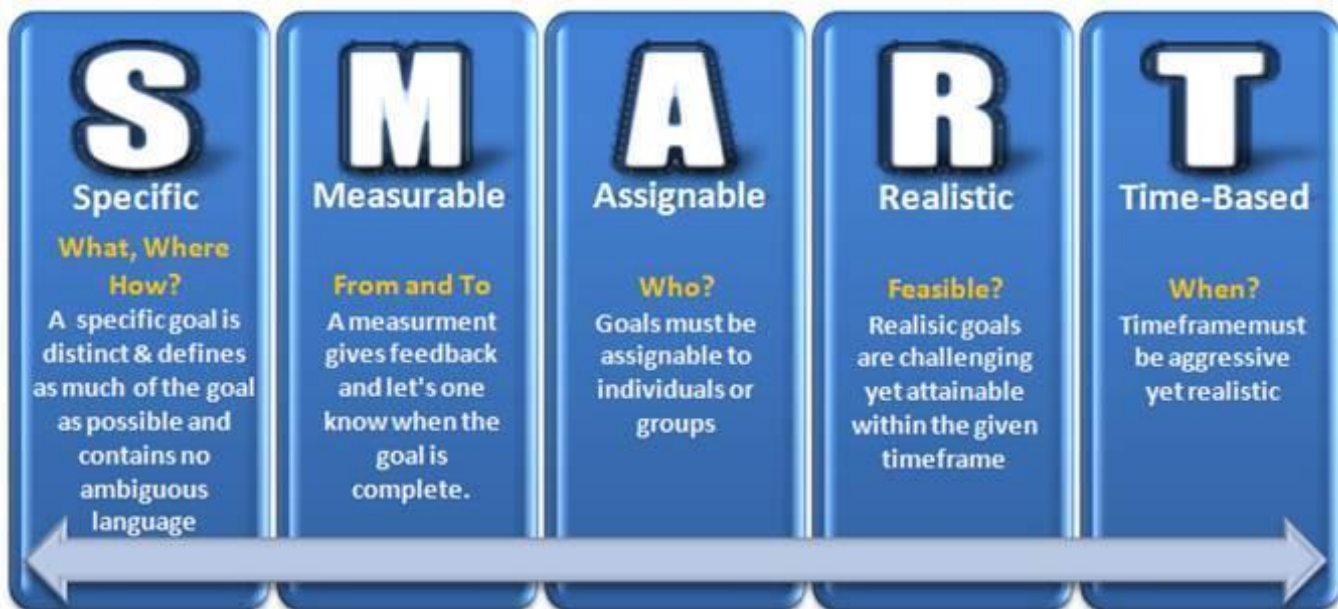 S
Specific
What, Where
How?
A specific goal is
distinct & defines
as much of the goal
as possible and
contains no
ambiguous
language
M
Measurable
From and To
A measurment
gives feedback
and let's one
know when the
goal is
complete.
A
Assignable
Who?
Goals must be
assignable to
individuals or
groups
R
Realistic
Feasible?
Realisic goals
are challenging
yet attainable
within the given
timeframe
T
Time-Based
When?
Timeframemust
be aggressive
yet realistic